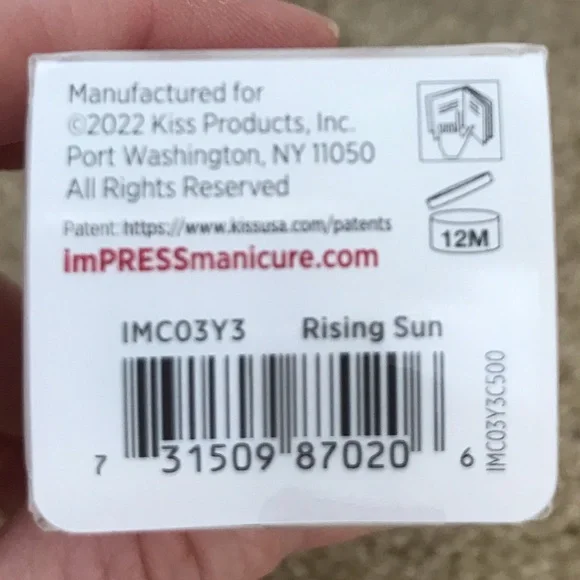 Manufactured for
©2022 Kiss Products, Inc.
Port Washington, NY 11050
All Rights Reserved
Patent: https://www.kissusa.com/patents
imPRESSmanicure.com
12M
IMC03Y3 Rising Sun
7 31509 87020 6
IMC03Y3C500